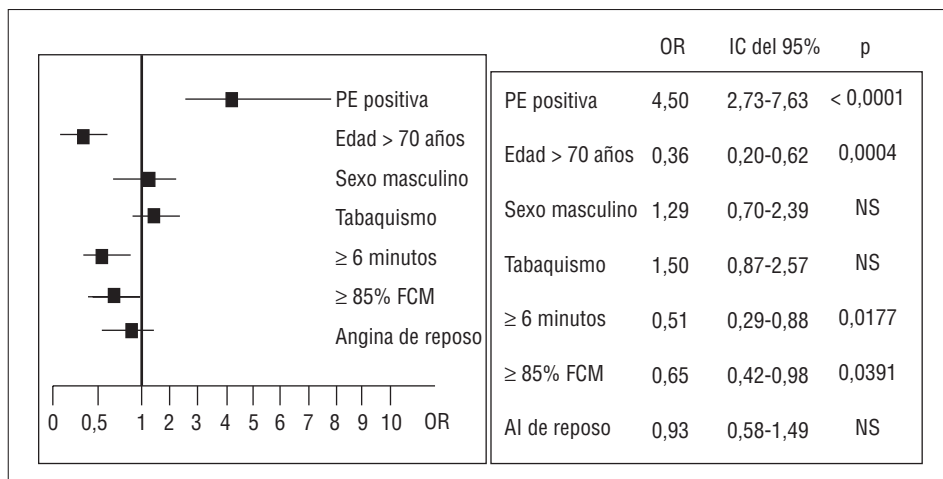 OR IC del 95% p
PE positiva
Edad > 70 años
Sexo masculino
Tabaquismo
≥ 6 minutos
≥ 85% FCM
Angina de reposo
0 0,5 1 2 3 4 5 6 7 8 9 10 OR
PE positiva 4,50 2,73-7,63 < 0,0001
Edad > 70 años 0,36 0,20-0,62 0,0004
Sexo masculino 1,29 0,70-2,39 NS
Tabaquismo 1,50 0,87-2,57 NS
≥ 6 minutos 0,51 0,29-0,88 0,0177
≥ 85% FCM 0,65 0,42-0,98 0,0391
AI de reposo 0,93 0,58-1,49 NS